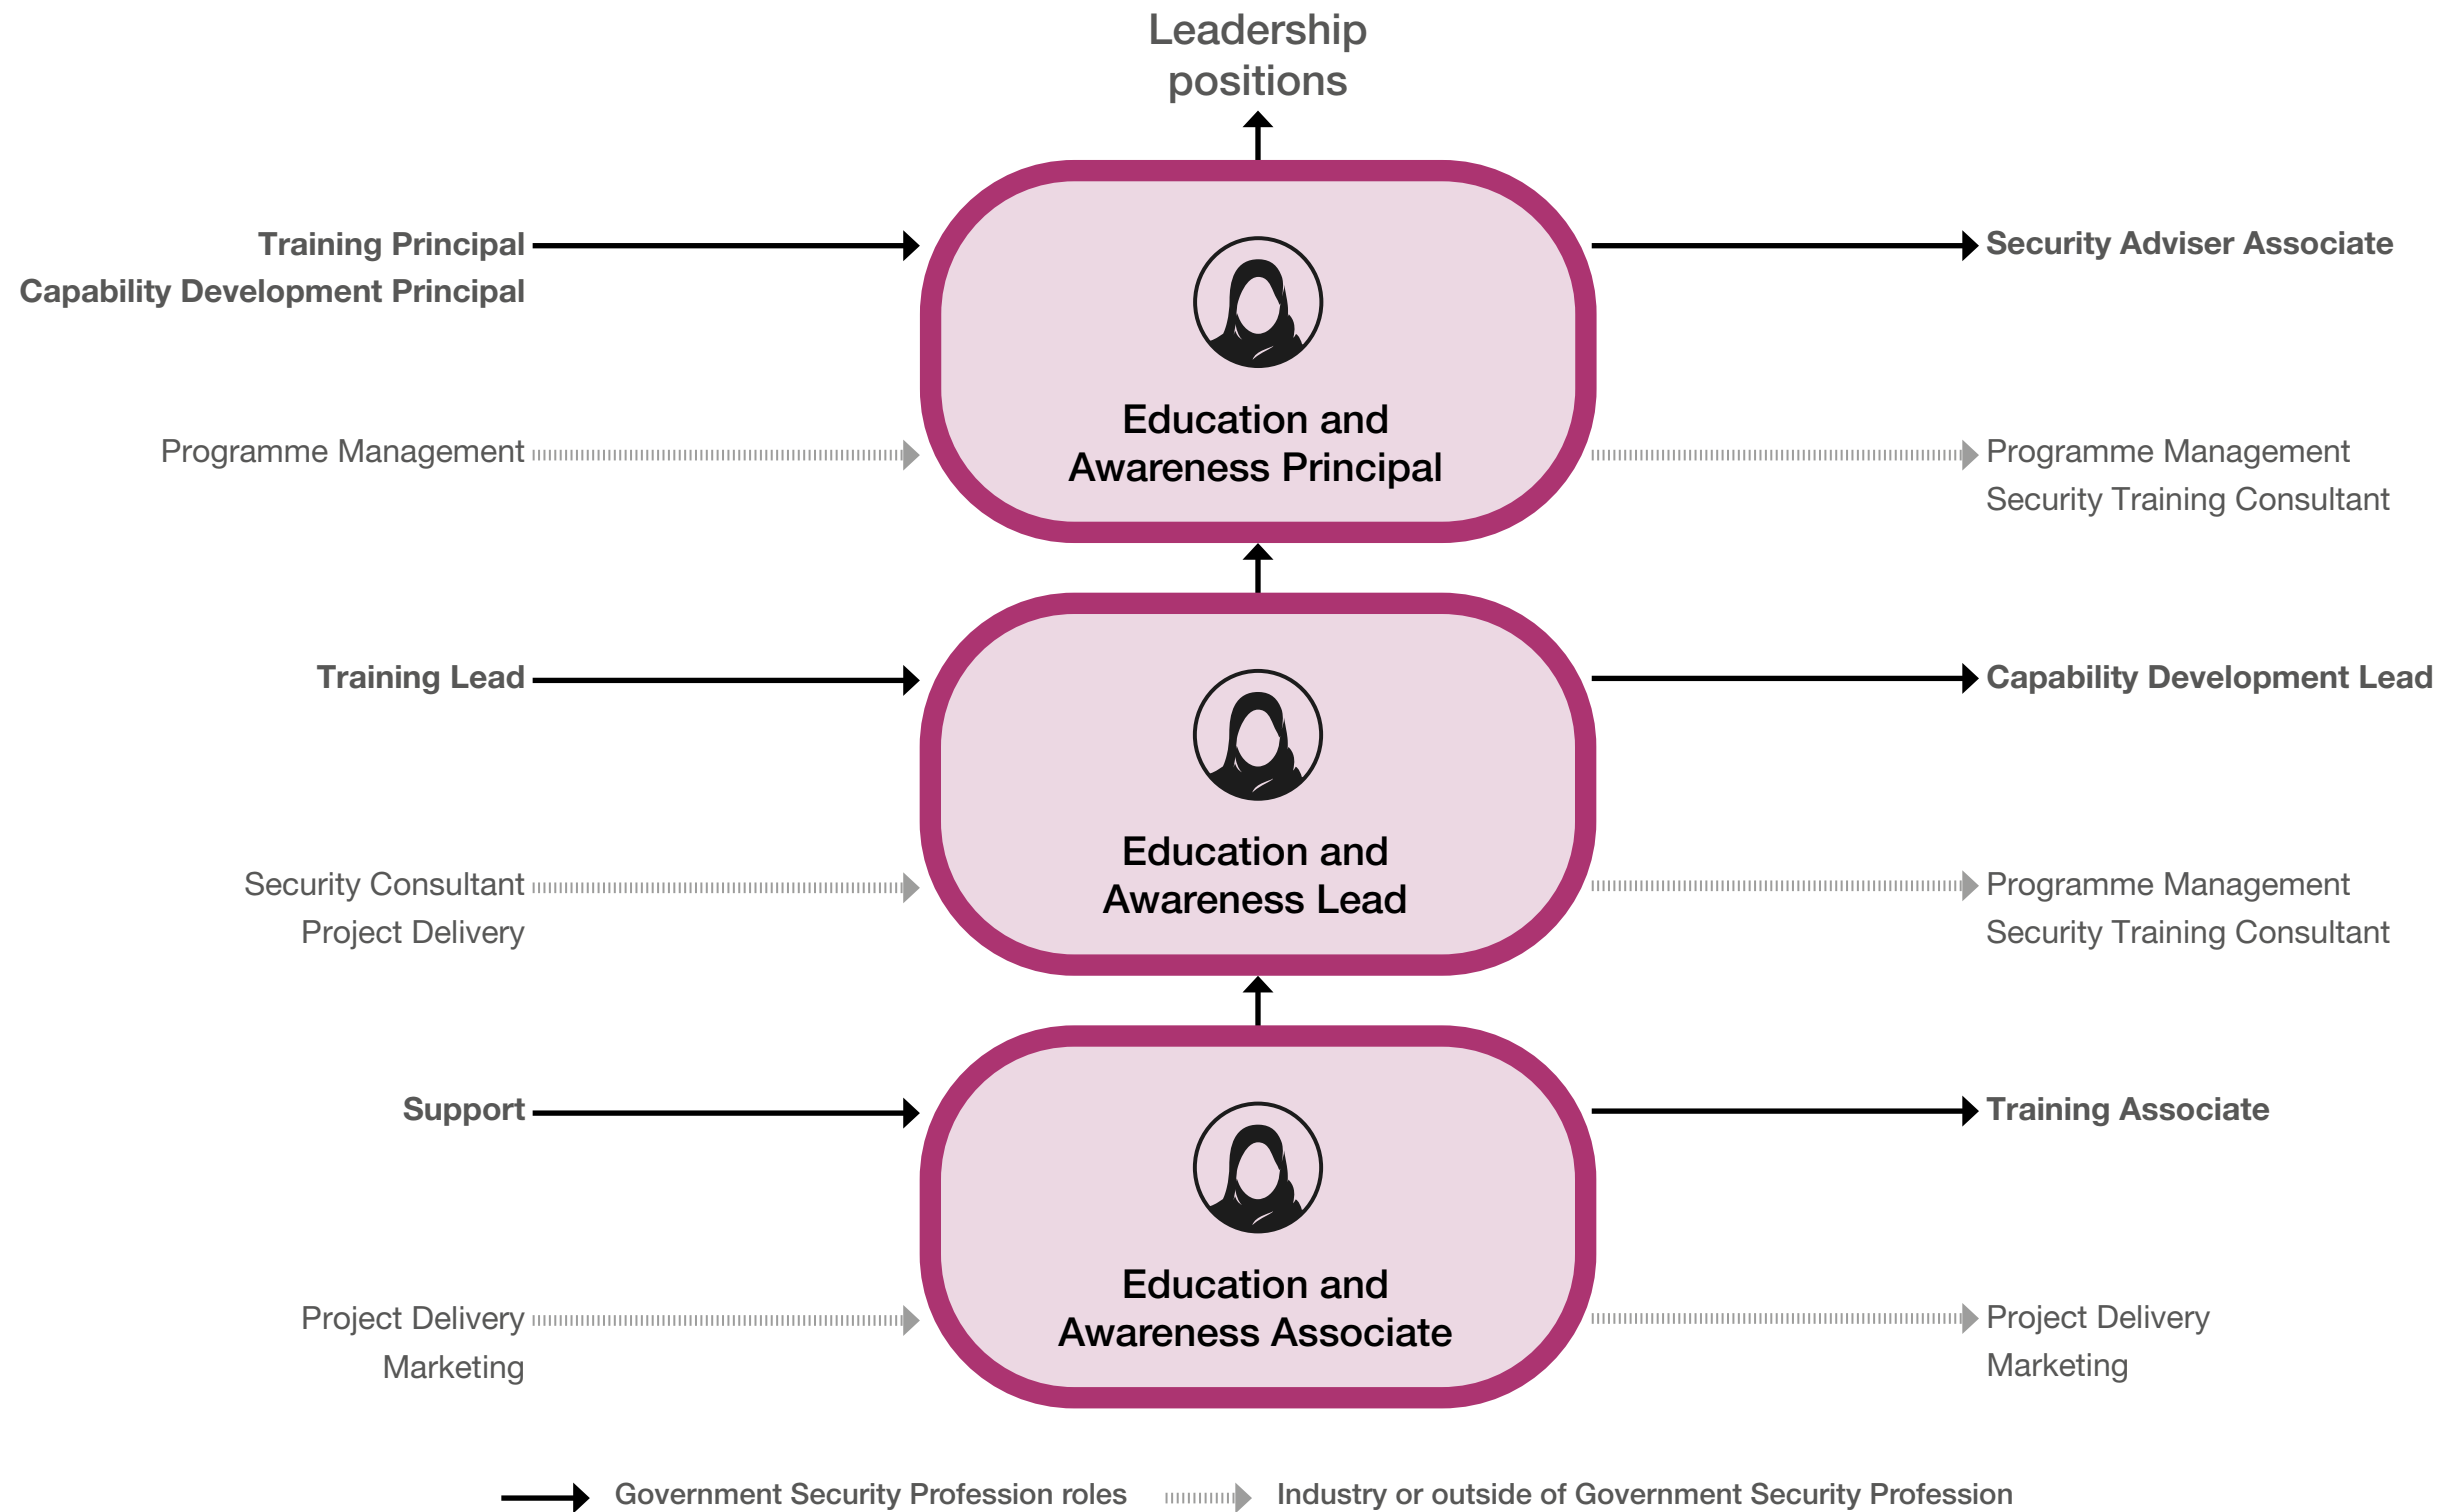 Leadership
positions
Training Principal
Capability Development Principal
Programme Management
Education and
Awareness Principal
Security Adviser Associate
Programme Management
Security Training Consultant
Training Lead
Security Consultant
Project Delivery
Education and
Awareness Lead
Capability Development Lead
Programme Management
Security Training Consultant
Support
Project Delivery
Marketing
Education and
Awareness Associate
Training Associate
Project Delivery
Marketing
Government Security Profession roles
Industry or outside of Government Security Profession